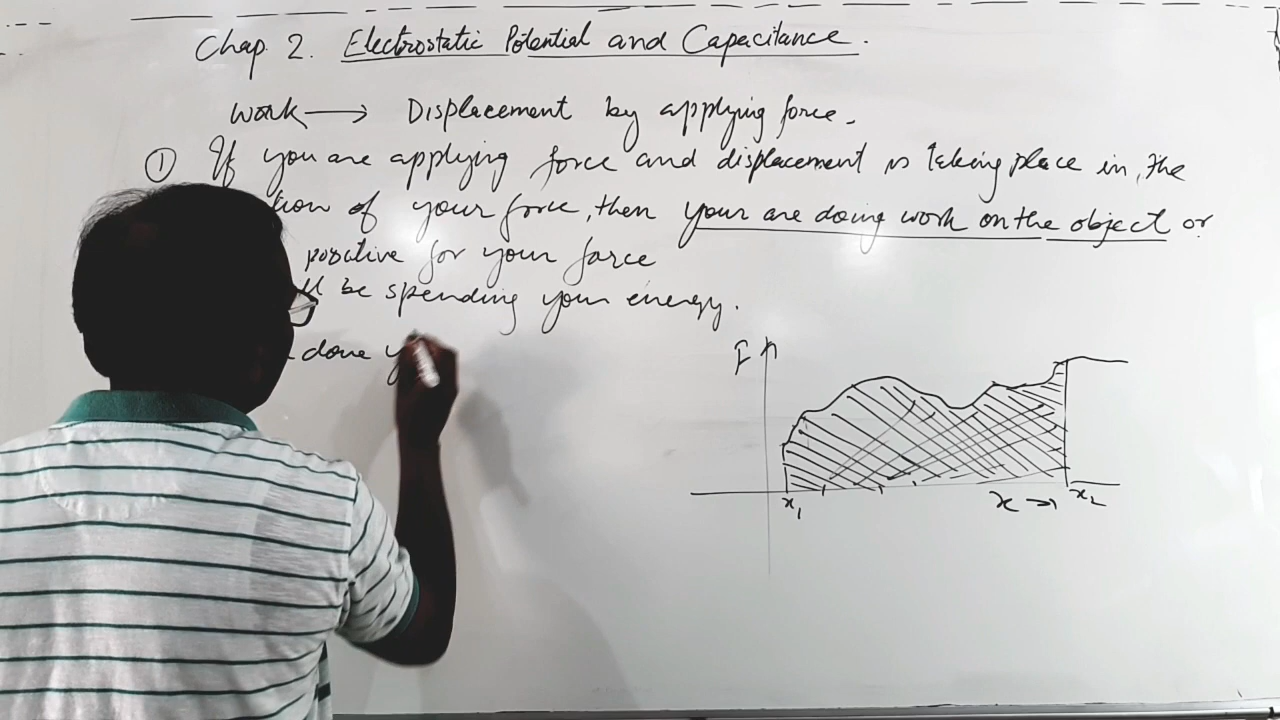 Chap. 2. Electrostatic Potential and Capacitance.
Work → Displacement by applying force.
① If you are applying force and displacement is taking place in the
tion of your force, then your are doing work on the object or
positive for your force
ll be spending your energy.
done y
F
x₁ x → x₂